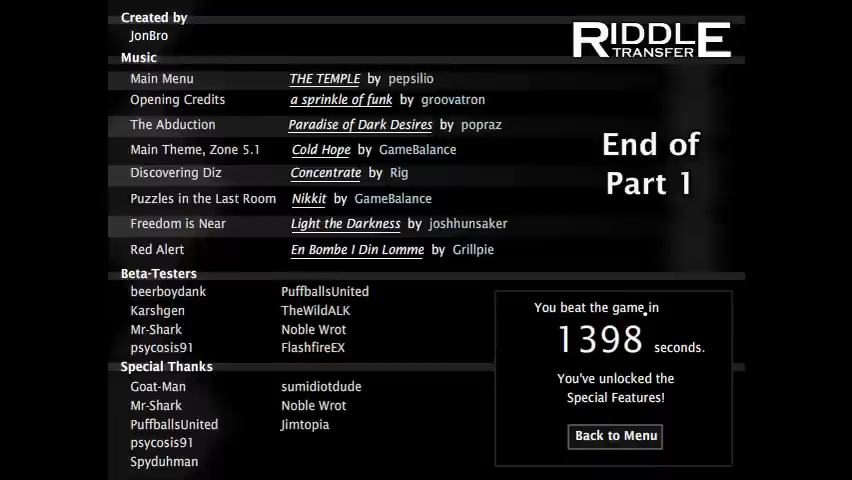 Created by
JonBro
Music
Main Menu THE TEMPLE by pepsilio
Opening Credits a sprinkle of funk by groovatron
The Abduction Paradise of Dark Desires by popraz
Main Theme, Zone 5.1 Cold Hope by GameBalance
Discovering Diz Concentrate by Rig
Puzzles in the Last Room Nikkit by GameBalance
Freedom is Near Light the Darkness by joshhunsaker
Red Alert En Bombe I Din Lomme by Grillpie
Beta-Testers
beerboydank PuffballsUnited
Karshgen TheWildALK
Mr-Shark Noble Wrot
psycosis91 FlashfireEX
Special Thanks
Goat-Man sumidiotdude
Mr-Shark Noble Wrot
PuffballsUnited Jimtopia
psycosis91
Spyduhman
RIDDLE
TRANSFER
End of
Part 1
You beat the game in
1398 seconds.
You've unlocked the
Special Features!
Back to Menu